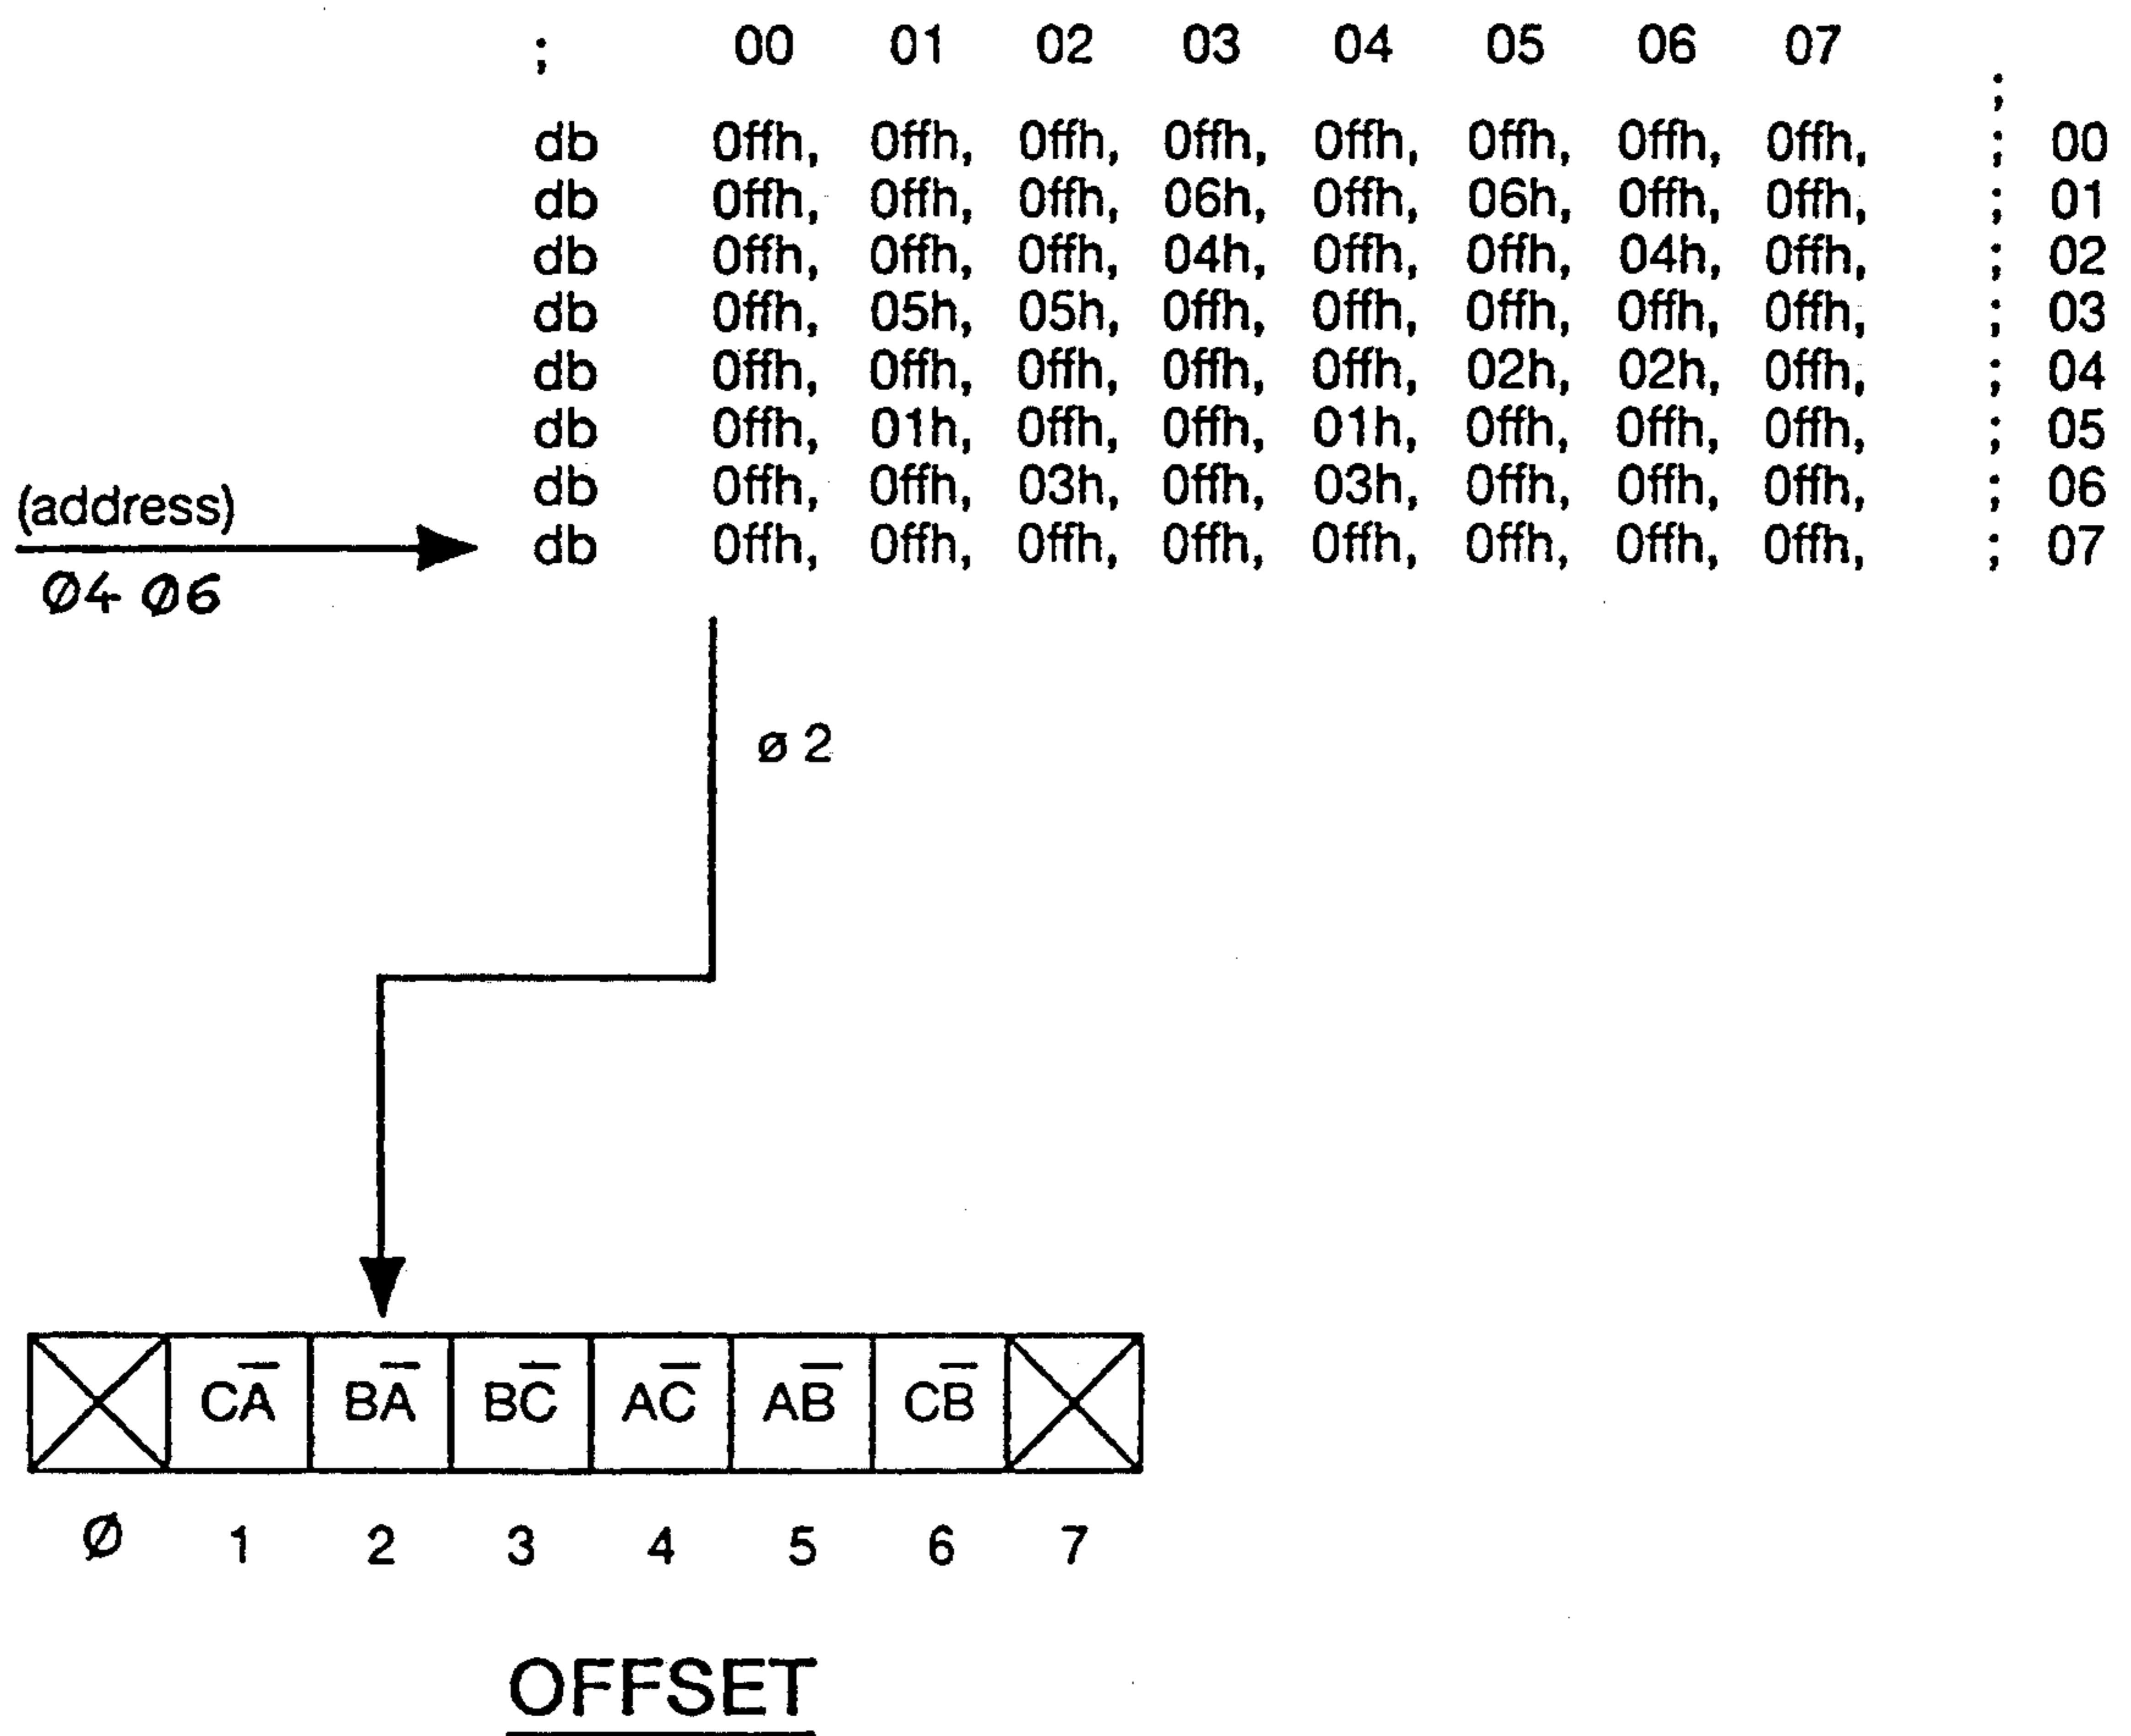 ; 00 01 02 03 04 05 06 07
;
db 0ffh, 0ffh, 0ffh, 0ffh, 0ffh, 0ffh, 0ffh, 0ffh, ; 00
db 0ffh, 0ffh, 0ffh, 06h, 0ffh, 06h, 0ffh, 0ffh, ; 01
db 0ffh, 0ffh, 0ffh, 04h, 0ffh, 0ffh, 04h, 0ffh, ; 02
db 0ffh, 05h, 05h, 0ffh, 0ffh, 0ffh, 0ffh, 0ffh, ; 03
db 0ffh, 0ffh, 0ffh, 0ffh, 0ffh, 02h, 02h, 0ffh, ; 04
db 0ffh, 01h, 0ffh, 0ffh, 01h, 0ffh, 0ffh, 0ffh, ; 05
db 0ffh, 0ffh, 03h, 0ffh, 03h, 0ffh, 0ffh, 0ffh, ; 06
(address)
db 0ffh, 0ffh, 0ffh, 0ffh, 0ffh, 0ffh, 0ffh, 0ffh, ; 07
Ø4 Ø6
ø 2
CA̅ BA̅ BC̅ AC̅ AB̅ CB̅
Ø 1 2 3 4 5 6 7
OFFSET